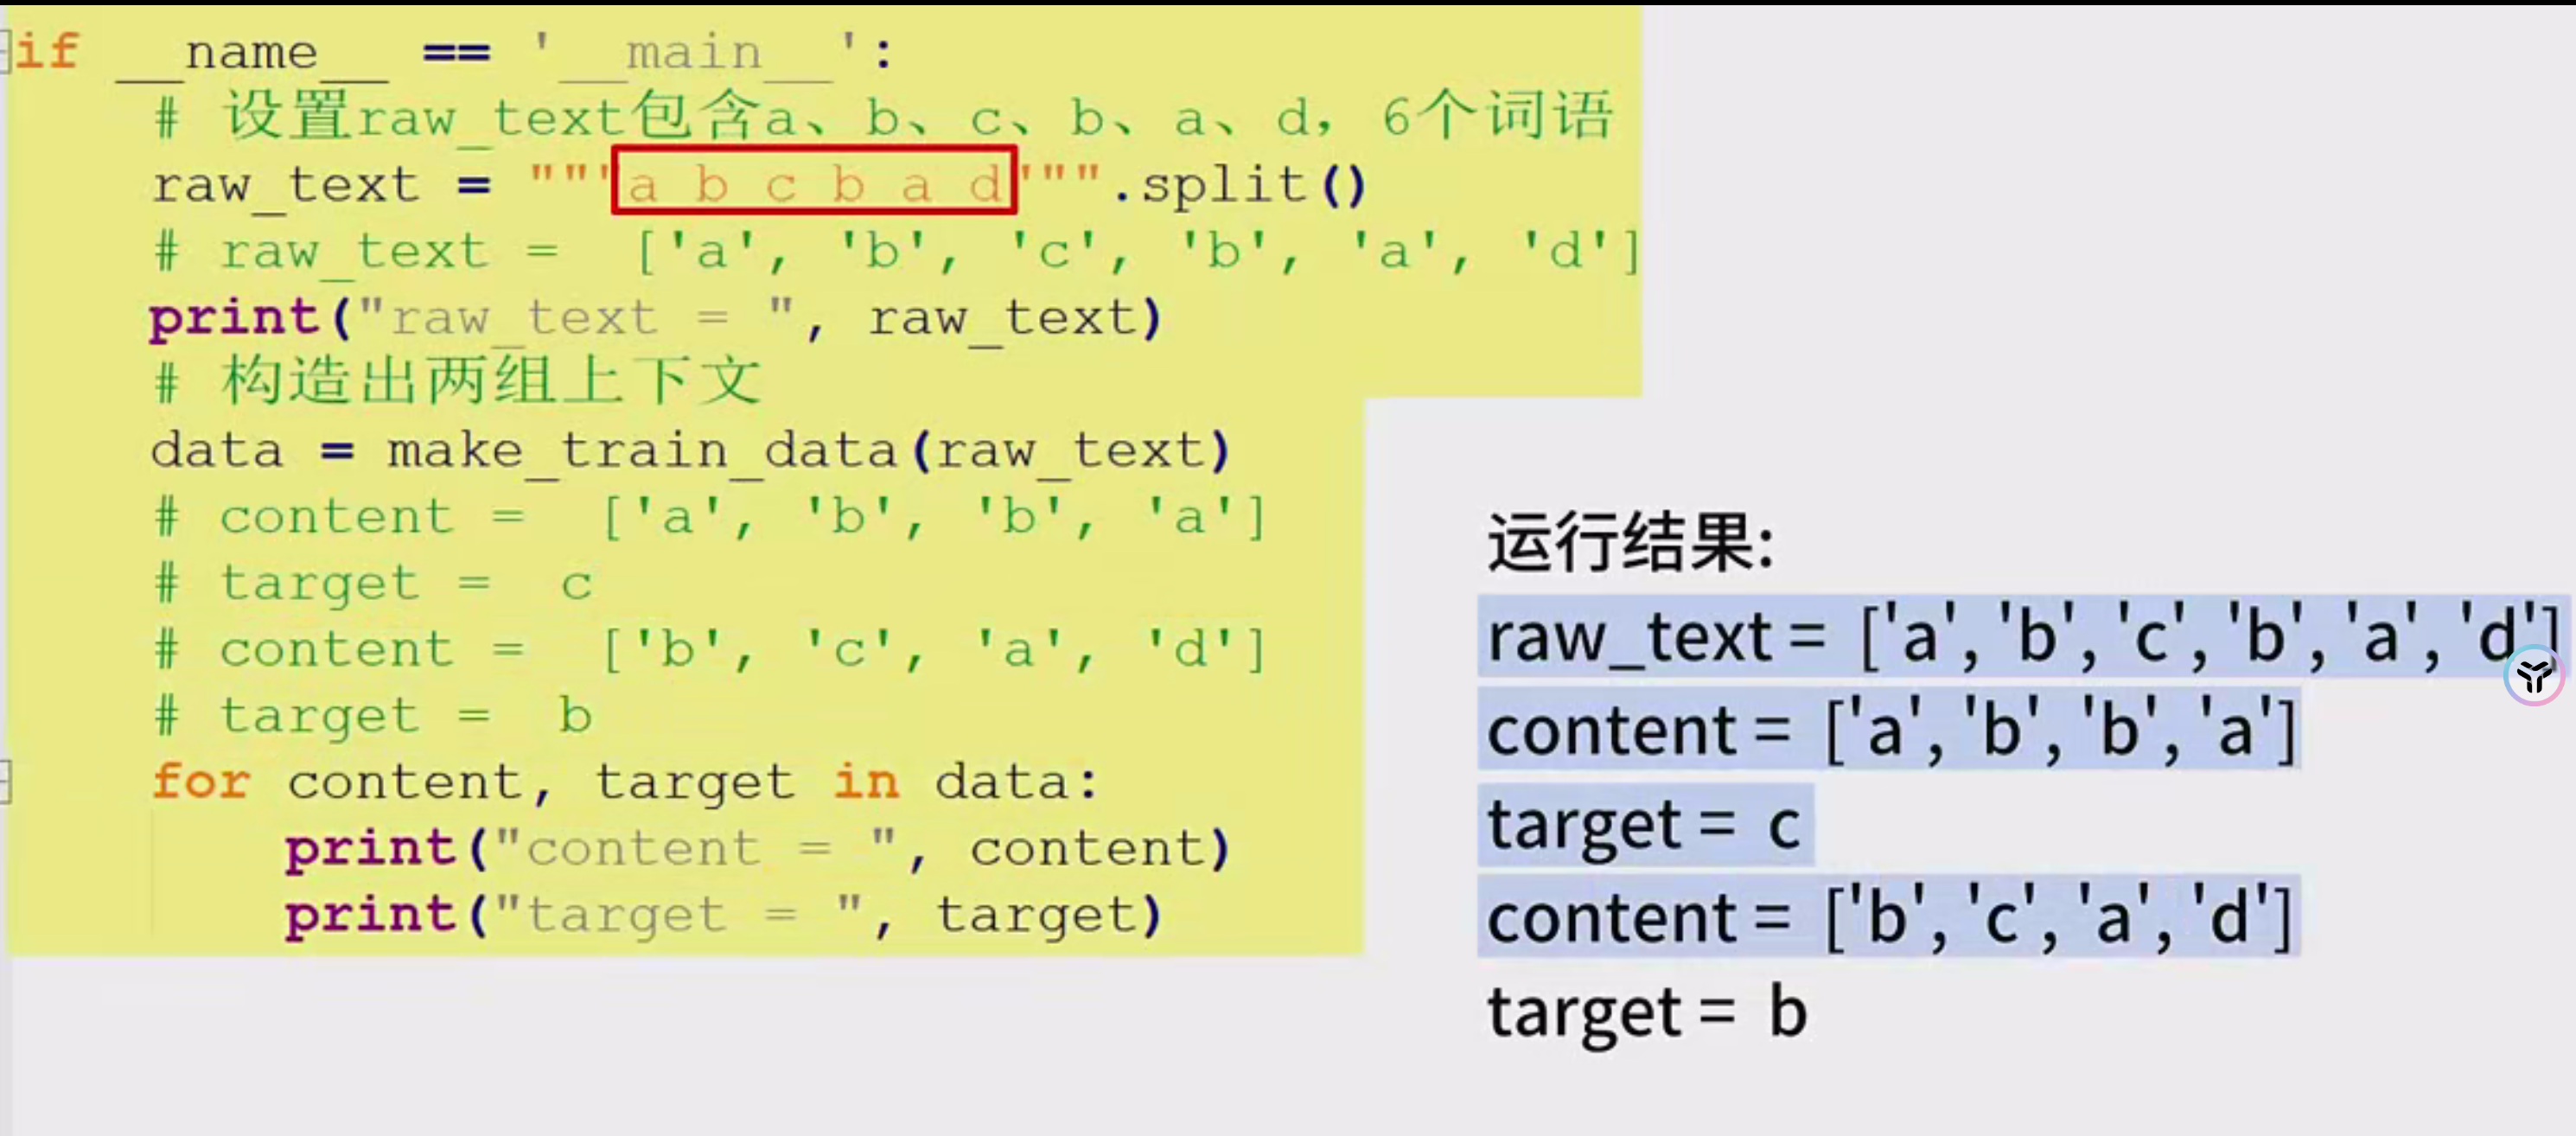 if __name__ == '__main__':
    # 设置raw_text包含a、b、c、b、a、d，6个词语
    raw_text = """a b c b a d""".split()
    # raw_text =  ['a', 'b', 'c', 'b', 'a', 'd']
    print("raw_text = ", raw_text)
    # 构造出两组上下文
    data = make_train_data(raw_text)
    # content =  ['a', 'b', 'b', 'a']
    # target =  c
    # content =  ['b', 'c', 'a', 'd']
    # target =  b
    for content, target in data:
        print("content = ", content)
        print("target = ", target)
运行结果:
raw_text = ['a', 'b', 'c', 'b', 'a', 'd']
content = ['a', 'b', 'b', 'a']
target = c
content = ['b', 'c', 'a', 'd']
target = b